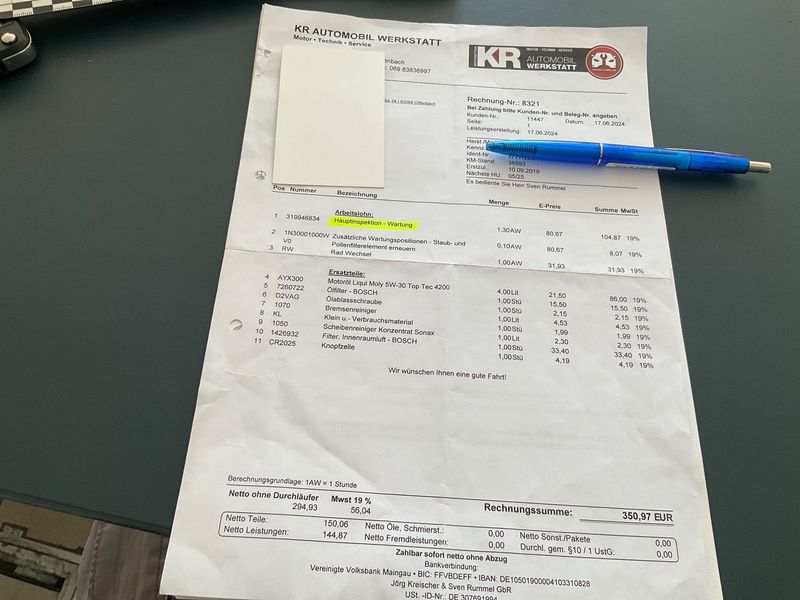 KR AUTOMOBIL WERKSTATT
Motor • Technik • Service
KR
MOTOR · TECHNIK · SERVICE
AUTOMOBIL
WERKSTATT
: 069 83836997
34 / 63069 Offenbach
Rechnung-Nr.: 8321
Bei Zahlung bitte Kunden-Nr. und Beleg-Nr. angeben
Kunden-Nr.: 11447 Datum: 17.06.2024
Seite: 1
Leistungserstellung: 17.06.2024
Ident-Nr.:
KM-Stand: 38893
Erstzul.: 10.09.2019
Nächste HU: 05/25
Es bediente Sie Herr Sven Rummel
Pos Nummer Bezeichnung Menge E-Preis Summe MwSt
Arbeitslohn:
1 319946834 Hauptinspektion - Wartung 1,30 AW 80,67 104,87 19%
2 1N30001000W Zusätzliche Wartungspositionen - Staub- und 0,10 AW 80,67 8,07 19%
V0 Pollenfilterelement erneuern
3 RW Rad Wechsel 1,00 AW 31,93 31,93 19%
Ersatzteile:
4 AYX300 Motoröl Liqui Moly 5W-30 Top Tec 4200 4,00 Lit 21,50 86,00 19%
5 7260722 Ölfilter - BOSCH 1,00 Stü 15,50 15,50 19%
6 D2VAG Ölablassschraube 1,00 Stü 2,15 2,15 19%
7 1070 Bremsenreiniger 1,00 Lit 4,53 4,53 19%
8 KL Klein u.- Verbrauchsmaterial 1,00 Stü 1,99 1,99 19%
9 1050 Scheibenreiniger Konzentrat Sonax 1,00 Lit 2,30 2,30 19%
10 1426932 Filter, Innenraumluft - BOSCH 1,00 Stü 33,40 33,40 19%
11 CR2025 Knopfzelle 1,00 Stü 4,19 4,19 19%
Wir wünschen Ihnen eine gute Fahrt!
Berechnungsgrundlage: 1AW = 1 Stunde
Netto ohne Durchläufer Mwst 19 % Rechnungssumme: 350,97 EUR
294,93 56,04
Netto Teile: 150,06 Netto Öle, Schmierst.: 0,00 Netto Sonst./Pakete 0,00
Netto Leistungen: 144,87 Netto Fremdleistungen: 0,00 Durchl. gem. §10 / 1 UStG: 0,00
Zahlbar sofort netto ohne Abzug
Bankverbindung:
Vereinigte Volksbank Maingau • BIC: FFVBDEFF • IBAN: DE10501900004103310828
Jörg Kreischer & Sven Rummel GbR
USt. -ID-Nr.: DE 307691994